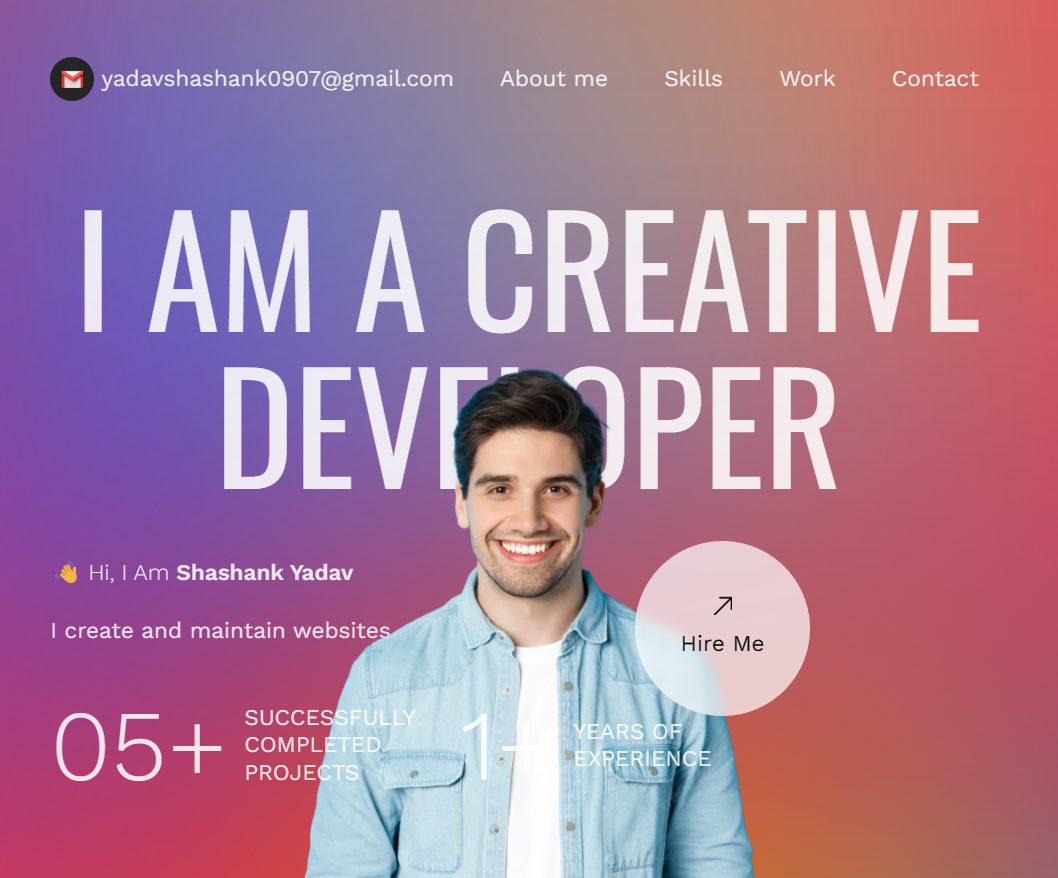 yadavshashank0907@gmail.com About me Skills Work Contact
I AM A CREATIVE
DEVELOPER
👋 Hi, I Am Shashank Yadav
I create and maintain websites
Hire Me
05+ SUCCESSFULLY
COMPLETED
PROJECTS
1+ YEARS OF
EXPERIENCE